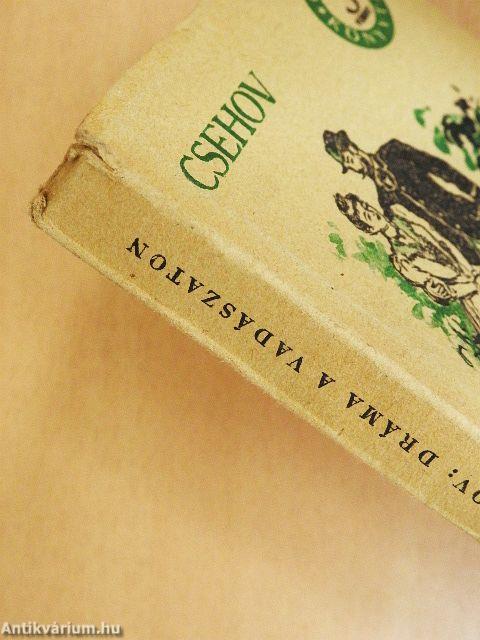 CSEHOV
OV: DRÁMA A VADÁSZATON
Antikvárium.hu